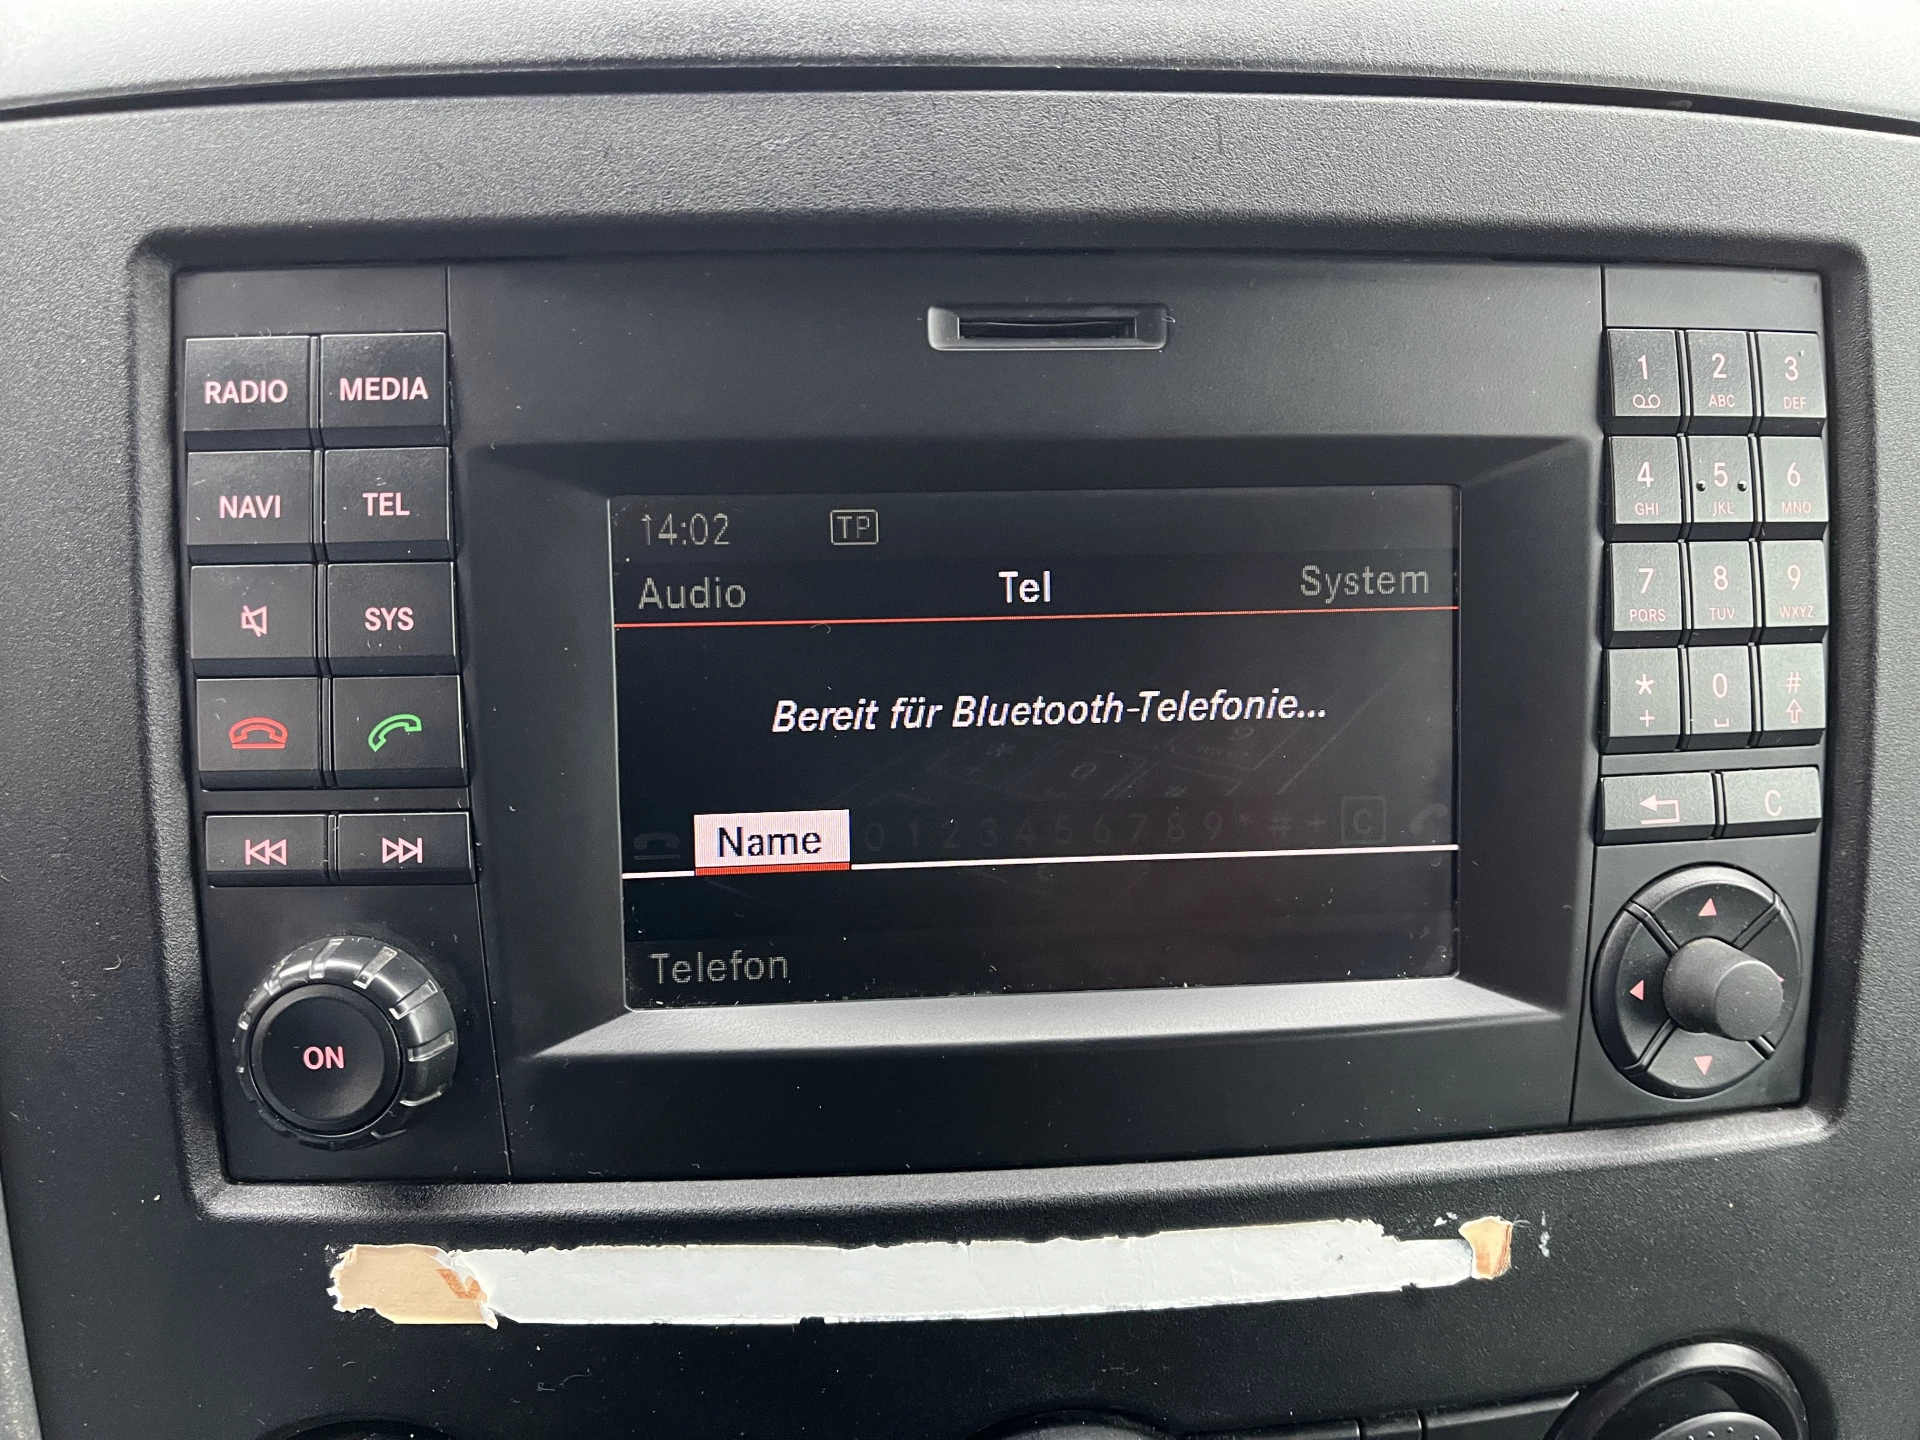 RADIO MEDIA
NAVI TEL
SYS
ON
14:02 TP
Audio Tel System
Bereit für Bluetooth-Telefonie...
Name 0 1 2 3 4 5 6 7 8 9 * # + C
Telefon
1 2 ABC 3 DEF
4 GHI 5 JKL 6 MNO
7 PQRS 8 TUV 9 WXYZ
* + 0 #
C